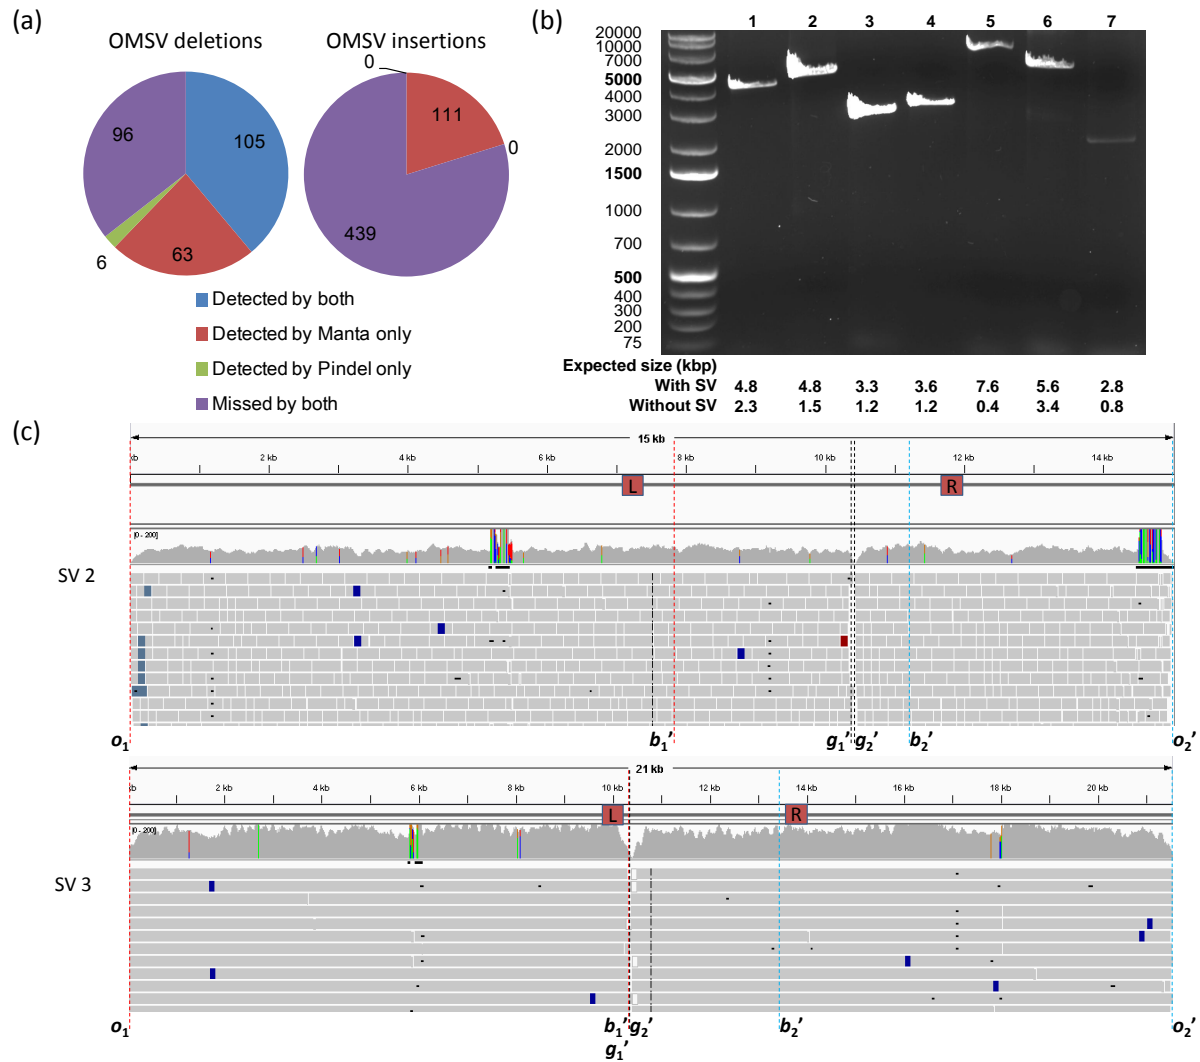 (a)
OMSV deletions
OMSV insertions
0
96
105
111
0
439
6
63
Detected by both
Detected by Manta only
Detected by Pindel only
Missed by both
(b)
1 2 3 4 5 6 7
20000
10000
7000
5000
4000
3000
2000
1500
1000
700
500
400
300
200
75
Expected size (kbp)
With SV 4.8 4.8 3.3 3.6 7.6 5.6 2.8
Without SV 2.3 1.5 1.2 1.2 0.4 3.4 0.8
(c)
15 kb
kb 2 kb 4 kb 6 kb 8 kb 10 kb 12 kb 14 kb
L R
[0 - 200]
SV 2
o1 b1' g1' g2' b2' o2'
21 kb
kb 2 kb 4 kb 6 kb 8 kb 10 kb 12 kb 14 kb 16 kb 18 kb 20 kb
L R
[0 - 200]
SV 3
o1 b1' g2' b2' o2'
g1'